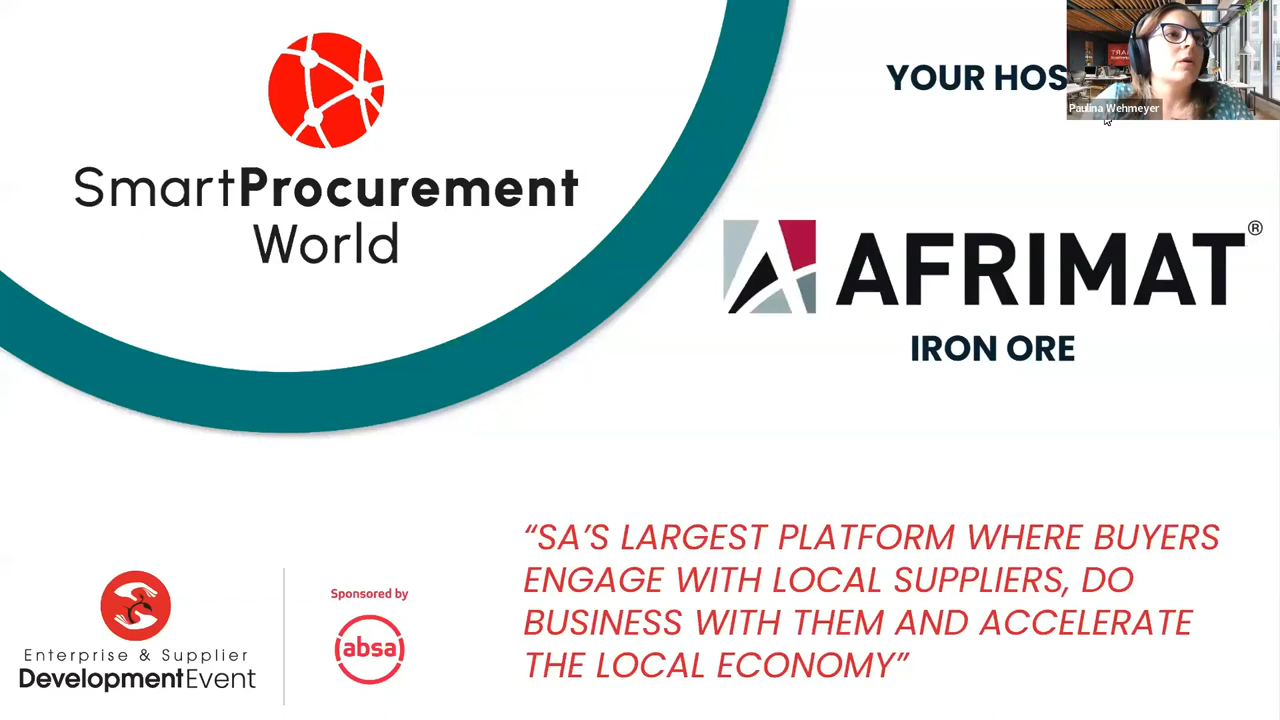 SmartProcurement
World
YOUR HOS
Paulina Wehmeyer
AFRIMAT®
IRON ORE
“SA’S LARGEST PLATFORM WHERE BUYERS
ENGAGE WITH LOCAL SUPPLIERS, DO
BUSINESS WITH THEM AND ACCELERATE
THE LOCAL ECONOMY”
Enterprise & Supplier
DevelopmentEvent
Sponsored by
absa